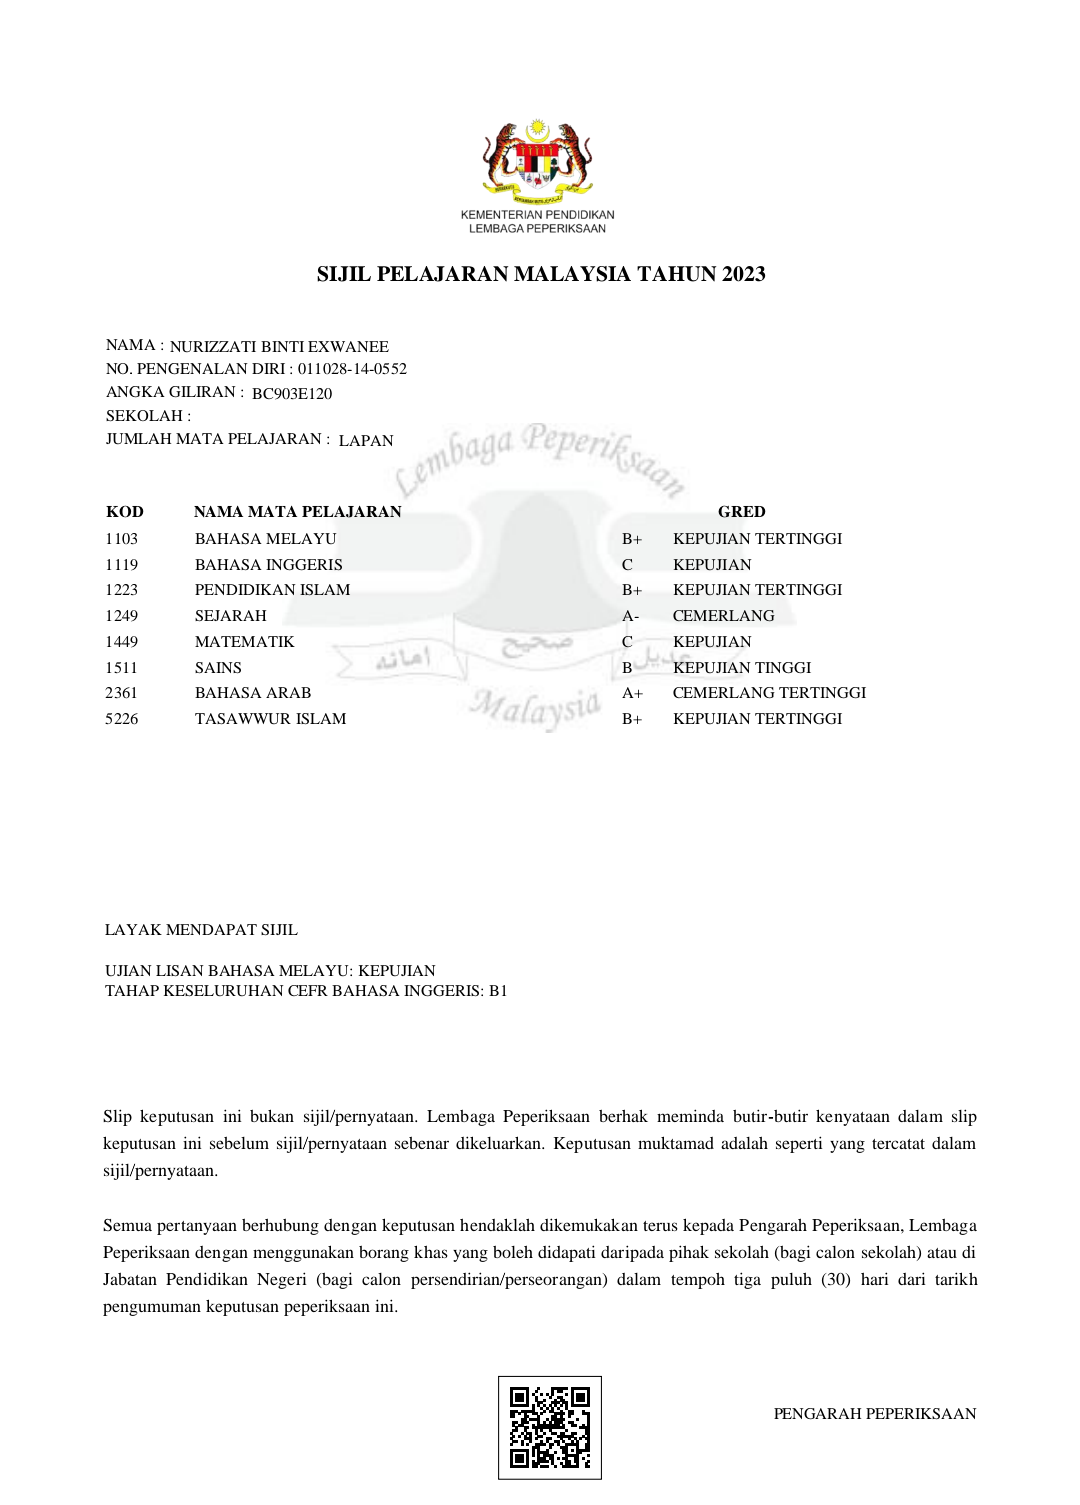 KEMENTERIAN PENDIDIKAN
LEMBAGA PEPERIKSAAN
SIJIL PELAJARAN MALAYSIA TAHUN 2023
NAMA : NURIZZATI BINTI EXWANEE
NO. PENGENALAN DIRI : 011028-14-0552
ANGKA GILIRAN : BC903E120
SEKOLAH :
JUMLAH MATA PELAJARAN : LAPAN
Lembaga Peperiksaan
KOD NAMA MATA PELAJARAN GRED
1103 BAHASA MELAYU B+ KEPUJIAN TERTINGGI
1119 BAHASA INGGERIS C KEPUJIAN
1223 PENDIDIKAN ISLAM B+ KEPUJIAN TERTINGGI
1249 SEJARAH A- CEMERLANG
1449 MATEMATIK C KEPUJIAN
1511 SAINS B KEPUJIAN TINGGI
2361 BAHASA ARAB A+ CEMERLANG TERTINGGI
5226 TASAWWUR ISLAM B+ KEPUJIAN TERTINGGI
امانه صحيح عديل
Malaysia
LAYAK MENDAPAT SIJIL
UJIAN LISAN BAHASA MELAYU: KEPUJIAN
TAHAP KESELURUHAN CEFR BAHASA INGGERIS: B1
Slip keputusan ini bukan sijil/pernyataan. Lembaga Peperiksaan berhak meminda butir-butir kenyataan dalam slip
keputusan ini sebelum sijil/pernyataan sebenar dikeluarkan. Keputusan muktamad adalah seperti yang tercatat dalam
sijil/pernyataan.
Semua pertanyaan berhubung dengan keputusan hendaklah dikemukakan terus kepada Pengarah Peperiksaan, Lembaga
Peperiksaan dengan menggunakan borang khas yang boleh didapati daripada pihak sekolah (bagi calon sekolah) atau di
Jabatan Pendidikan Negeri (bagi calon persendirian/perseorangan) dalam tempoh tiga puluh (30) hari dari tarikh
pengumuman keputusan peperiksaan ini.
PENGARAH PEPERIKSAAN